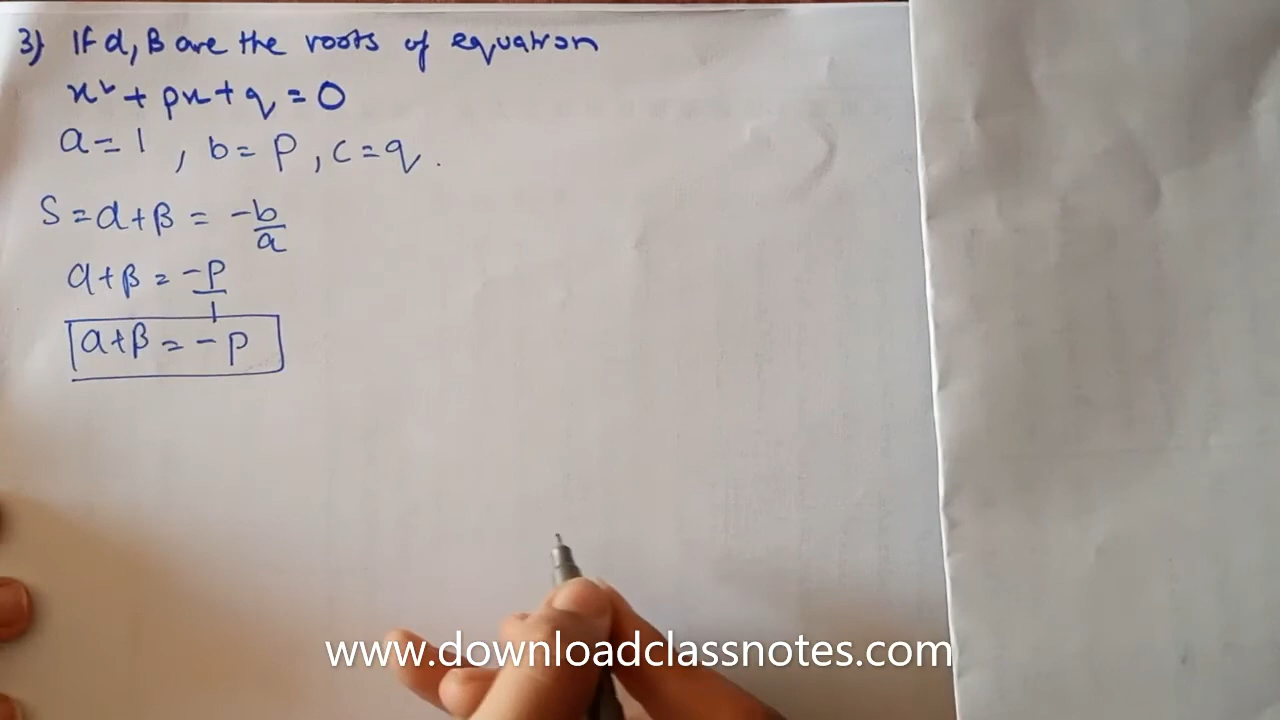 3) If α, β are the roots of equation
x² + px + q = 0
a = 1 , b = p , c = q .
S = α + β = -b/a
α + β = -p/1
α + β = - p
www.downloadclassnotes.com